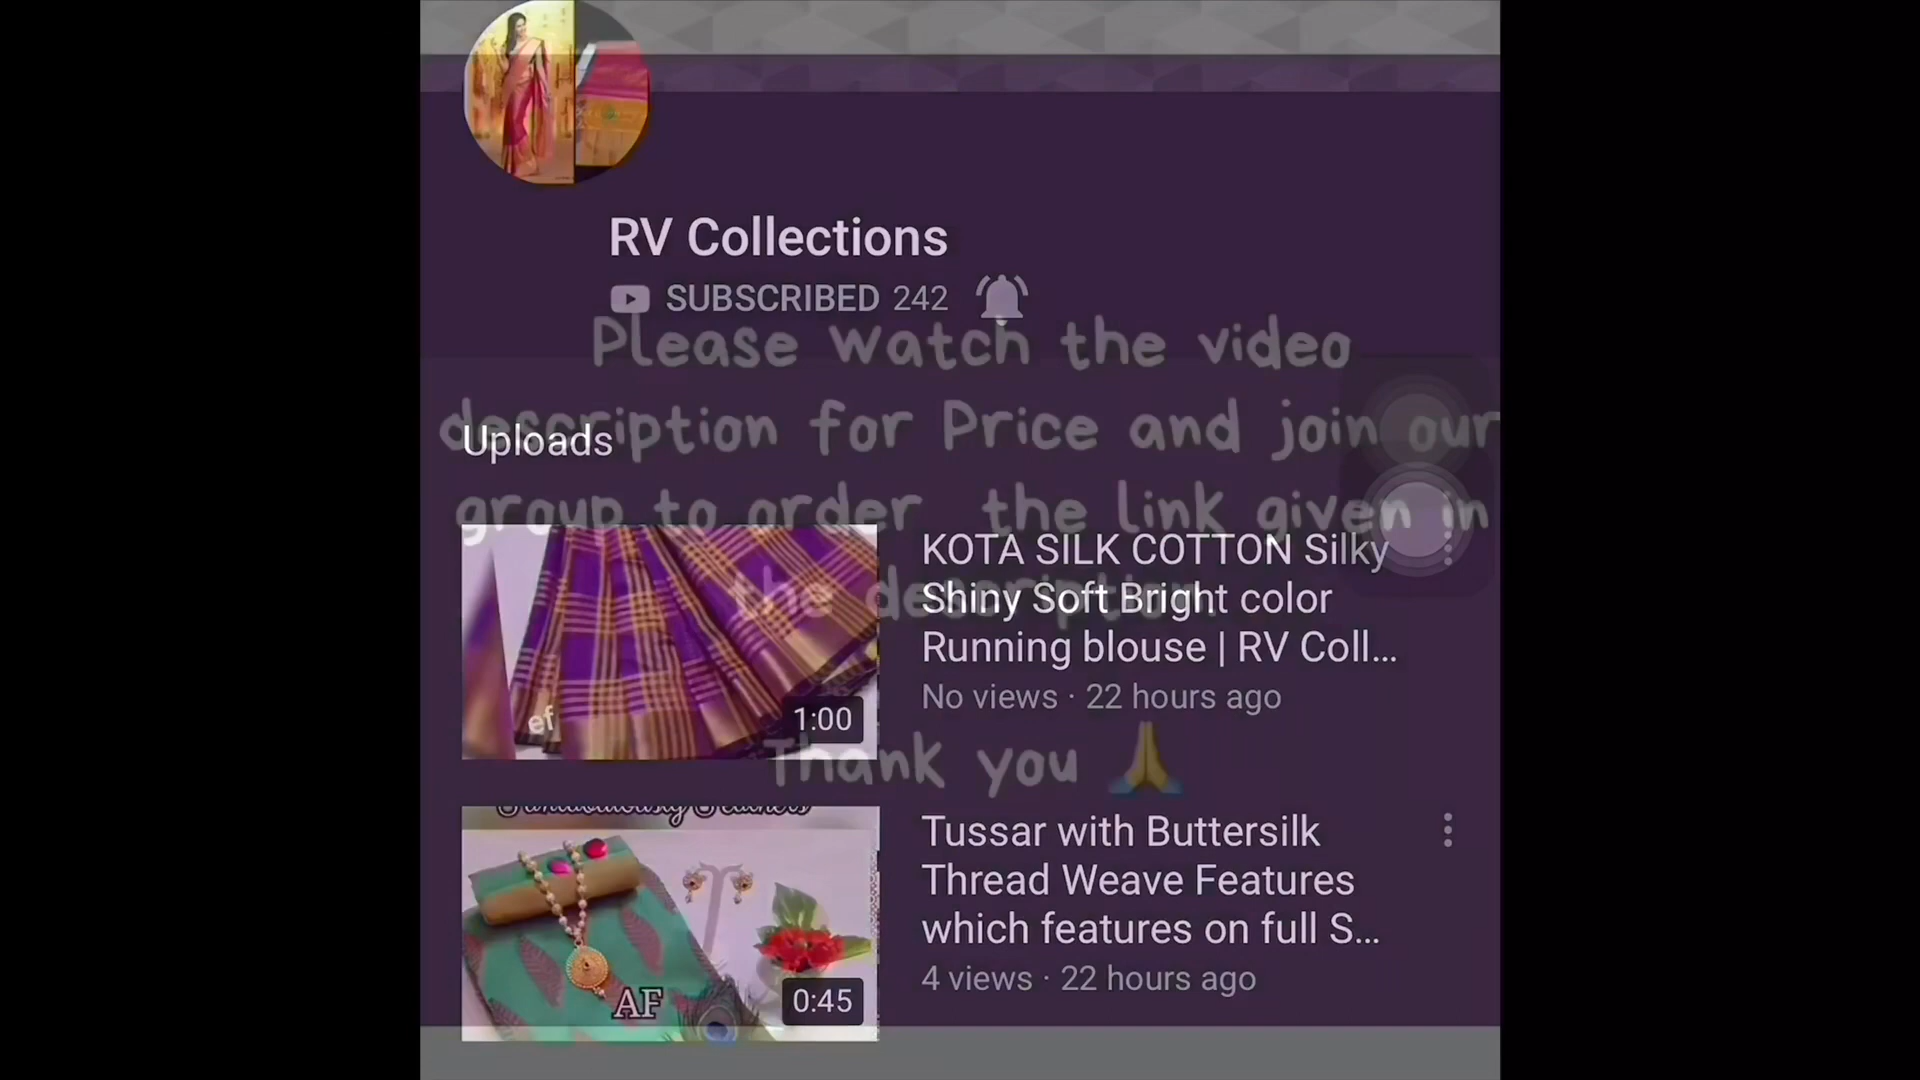 RV Collections
SUBSCRIBED 242
Please watch the video
description for Price and join our
Uploads
group to order the link given in
the description.
KOTA SILK COTTON Silky
Shiny Soft Bright color
Running blouse | RV Coll...
No views · 22 hours ago
ef
1:00
Thank you 🙏
Tussar with Buttersilk
Thread Weave Features
which features on full S...
4 views · 22 hours ago
AF
0:45